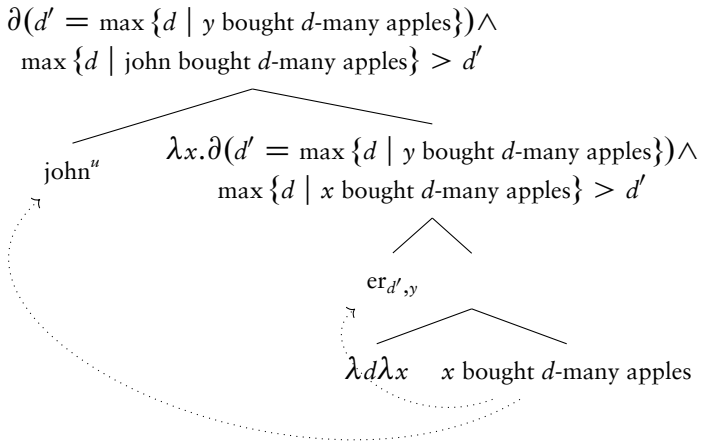 ∂(d′ = max {d | y bought d-many apples})∧
max {d | john bought d-many apples} > d′
johnᵘ
λx.∂(d′ = max {d | y bought d-many apples})∧
max {d | x bought d-many apples} > d′
er_{d′,y}
λdλx x bought d-many apples